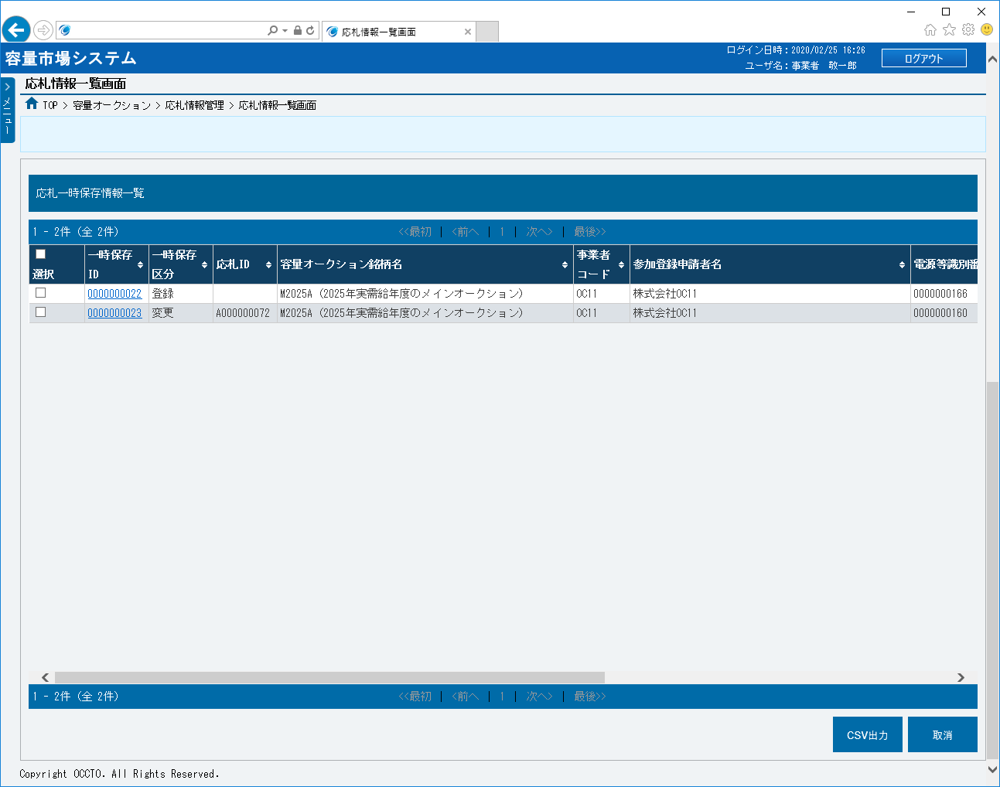 応札情報一覧画面
容量市場システム
ログイン日時：2020/02/25 16:26
ユーザ名：事業者　敬一郎
ログアウト
メニュー
応札情報一覧画面
TOP > 容量オークション > 応札情報管理 > 応札情報一覧画面
応札一時保存情報一覧
1 - 2件（全 2件） <<最初 | <前へ | 1 | 次へ> | 最後>>
選択 一時保存ID 一時保存区分 応札ID 容量オークション銘柄名 事業者コード 参加登録申請者名 電源等識別番
0000000022 登録 M2025A（2025年実需給年度のメインオークション） 0C11 株式会社0C11 0000000166
0000000023 変更 A000000072 M2025A（2025年実需給年度のメインオークション） 0C11 株式会社0C11 0000000160
1 - 2件（全 2件） <<最初 | <前へ | 1 | 次へ> | 最後>>
CSV出力 取消
Copyright OCCTO. All Rights Reserved.